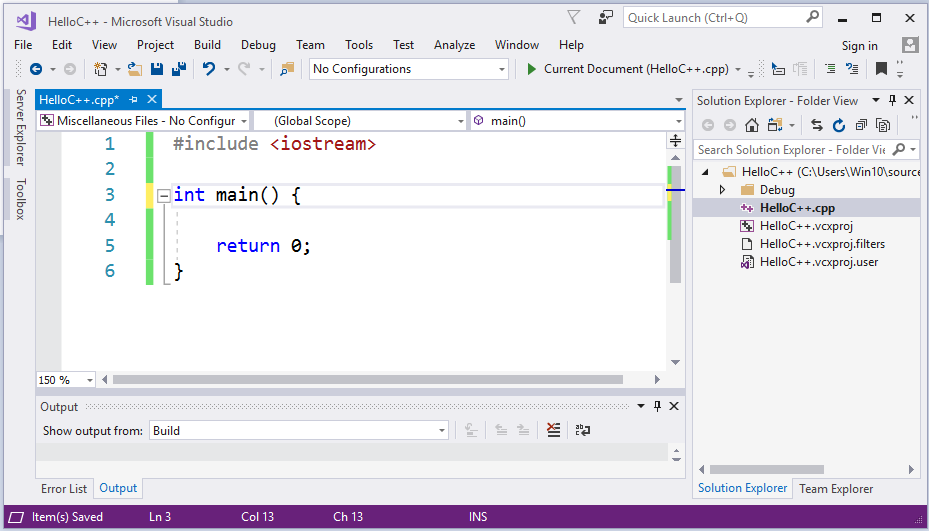 HelloC++ - Microsoft Visual Studio
Quick Launch (Ctrl+Q)
File Edit View Project Build Debug Team Tools Test Analyze Window Help Sign in
No Configurations Current Document (HelloC++.cpp)
Server Explorer
Toolbox
HelloC++.cpp*
Miscellaneous Files - No Configur (Global Scope) main()
1 #include <iostream>
2
3 int main() {
4
5 return 0;
6 }
150 %
Output
Show output from: Build
Error List Output
Solution Explorer - Folder View
Search Solution Explorer - Folder Vie
HelloC++ (C:\Users\Win10\source
Debug
HelloC++.cpp
HelloC++.vcxproj
HelloC++.vcxproj.filters
HelloC++.vcxproj.user
Solution Explorer Team Explorer
Item(s) Saved Ln 3 Col 13 Ch 13 INS